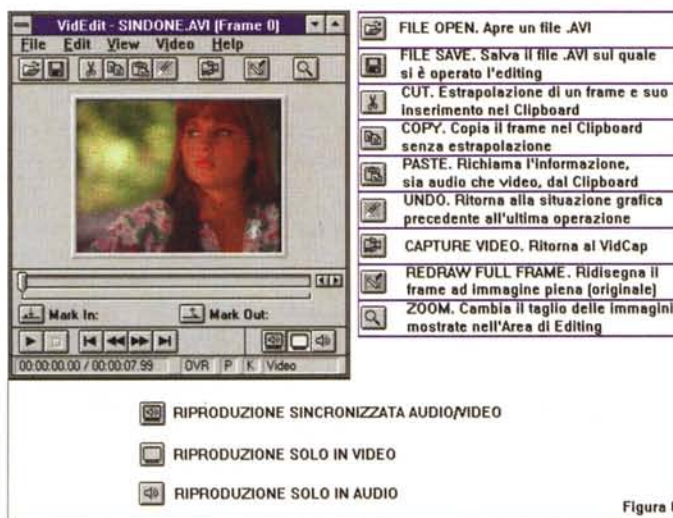 VidEdit - SINDONE.AVI (Frame 0)
File Edit View Video Help
Mark In: Mark Out:
00:00:00.00 / 00:00:07.99 OVR P K Video
FILE OPEN. Apre un file .AVI
FILE SAVE. Salva il file .AVI sul quale
si è operato l'editing
CUT. Estrapolazione di un frame e suo
inserimento nel Clipboard
COPY. Copia il frame nel Clipboard
senza estrapolazione
PASTE. Richiama l'informazione,
sia audio che video, dal Clipboard
UNDO. Ritorna alla situazione grafica
precedente all'ultima operazione
CAPTURE VIDEO. Ritorna al VidCap
REDRAW FULL FRAME. Ridisegna il
frame ad immagine piena (originale)
ZOOM. Cambia il taglio delle immagini
mostrate nell'Area di Editing
RIPRODUZIONE SINCRONIZZATA AUDIO/VIDEO
RIPRODUZIONE SOLO IN VIDEO
RIPRODUZIONE SOLO IN AUDIO
Figura